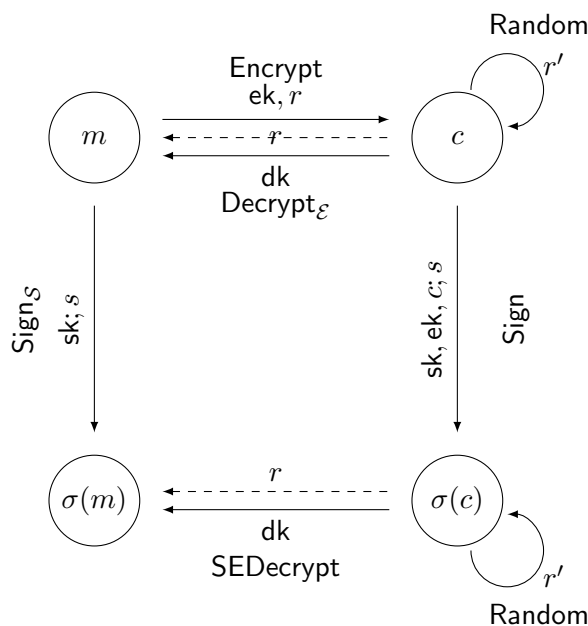 Random
r′
Encrypt
ek, r
m
c
r
dk
Decrypt_ℰ
Sign_𝒮
sk; s
sk, ek, c; s
Sign
r
σ(m)
σ(c)
dk
SEDecrypt
r′
Random